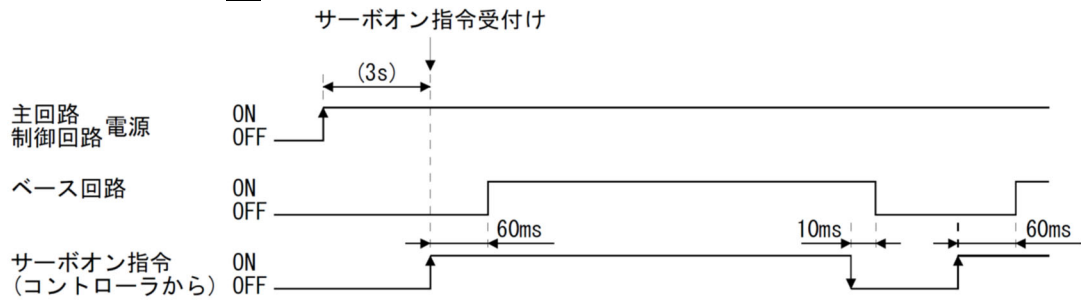 サーボオン指令受付け
(3s)
主回路
制御回路 電源
ON
OFF
ベース回路
ON
OFF
60ms
10ms
60ms
サーボオン指令
(コントローラから)
ON
OFF